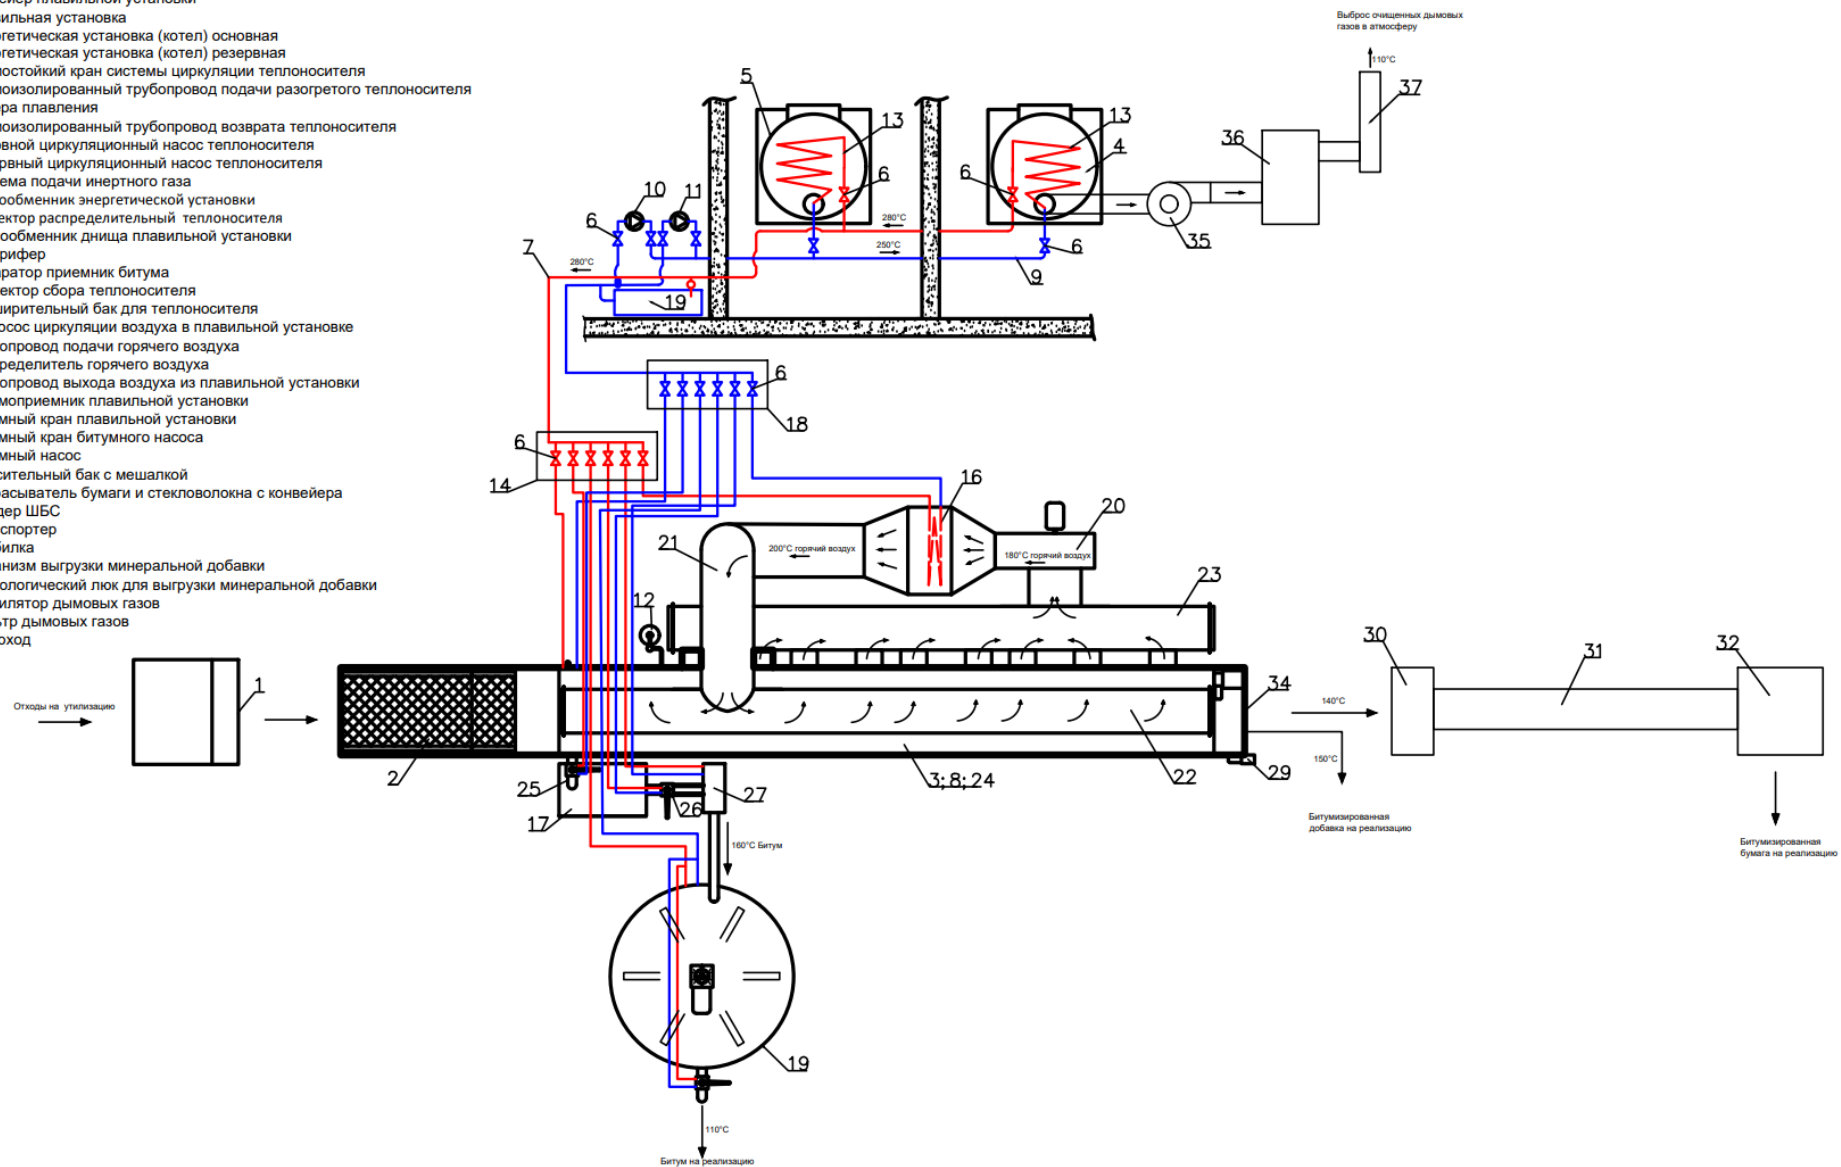 вильная установка
гетическая установка (котел) основная
гетическая установка (котел) резервная
остойкий кран системы циркуляции теплоносителя
оизолированный трубопровод подачи разогретого теплоносителя
ра плавления
оизолированный трубопровод возврата теплоносителя
вной циркуляционный насос теплоносителя
рвный циркуляционный насос теплоносителя
ема подачи инертного газа
ообменник энергетической установки
ектор распределительный теплоносителя
ообменник днища плавильной установки
рифер
аратор приемник битума
ектор сбора теплоносителя
ширительный бак для теплоносителя
осос циркуляции воздуха в плавильной установке
опровод подачи горячего воздуха
ределитель горячего воздуха
опровод выхода воздуха из плавильной установки
моприемник плавильной установки
мный кран плавильной установки
мный кран битумного насоса
мный насос
сительный бак с мешалкой
асыватель бумаги и стекловолокна с конвейера
дер ШБС
спортер
билка
анизм выгрузки минеральной добавки
ологический люк для выгрузки минеральной добавки
илятор дымовых газов
ьтр дымовых газов
оход
Выброс очищенных дымовых
газов в атмосферу
110°C
37
5
13
13
36
4
6
6
10
11
6
280°C
35
7
250°C
6
280°C
9
19
6
18
6
14
16
20
21
200°C горячий воздух
180°C горячий воздух
23
12
30
31
32
1
34
Отходы на утилизацию
140°C
150°C
2
25
3; 8; 24
22
29
26
27
17
160°C Битум
Битумизированная
добавка на реализацию
Битумизированная
бумага на реализацию
19
110°C
Битум на реализацию